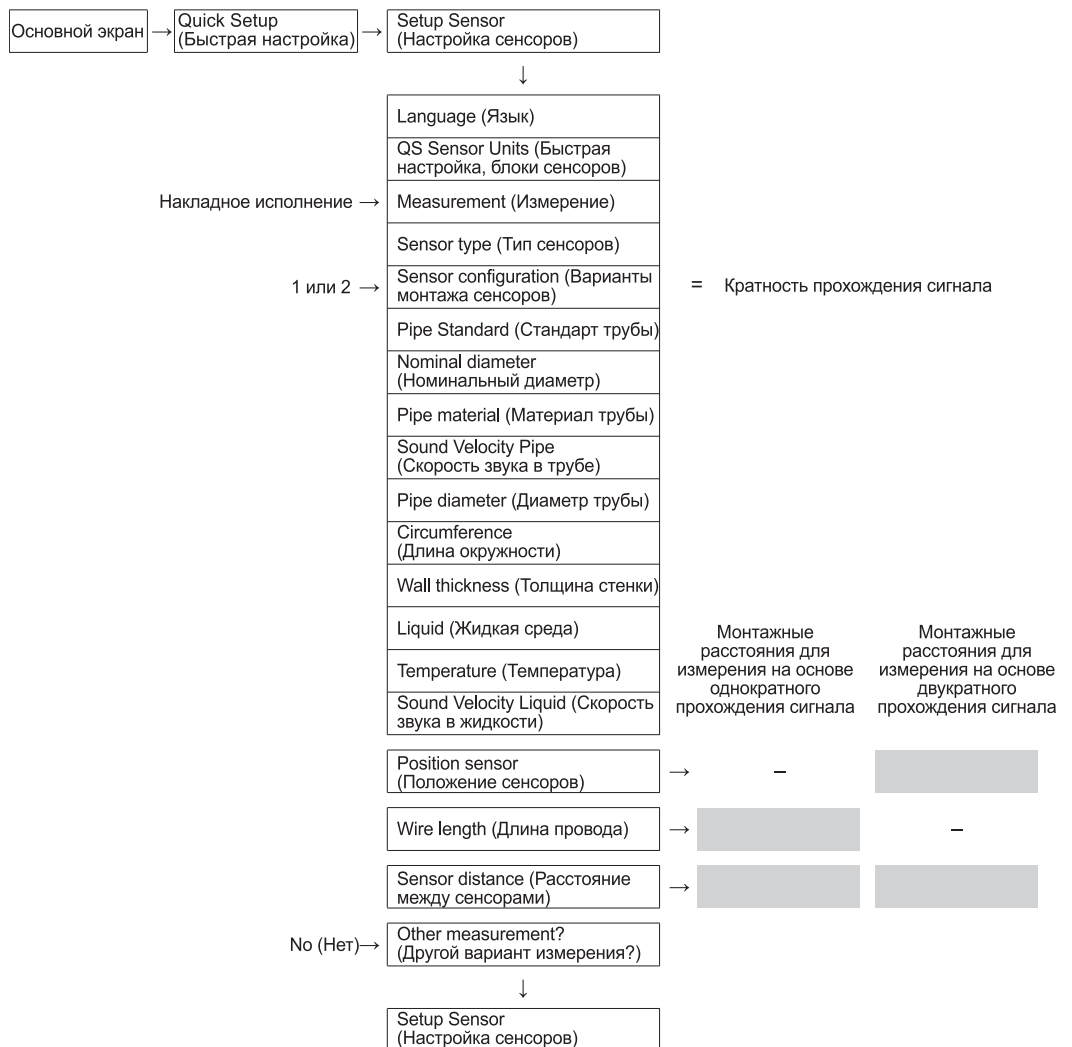 Основной экран → Quick Setup
(Быстрая настройка) → Setup Sensor
(Настройка сенсоров)
↓
Language (Язык)
QS Sensor Units (Быстрая
настройка, блоки сенсоров)
Накладное исполнение → Measurement (Измерение)
Sensor type (Тип сенсоров)
1 или 2 → Sensor configuration (Варианты
монтажа сенсоров) = Кратность прохождения сигнала
Pipe Standard (Стандарт трубы)
Nominal diameter
(Номинальный диаметр)
Pipe material (Материал трубы)
Sound Velocity Pipe
(Скорость звука в трубе)
Pipe diameter (Диаметр трубы)
Circumference
(Длина окружности)
Wall thickness (Толщина стенки)
Liquid (Жидкая среда)
Temperature (Температура)
Sound Velocity Liquid (Скорость
звука в жидкости)
Монтажные
расстояния для
измерения на основе
однократного
прохождения сигнала
Монтажные
расстояния для
измерения на основе
двукратного
прохождения сигнала
Position sensor
(Положение сенсоров) → –
Wire length (Длина провода) → –
Sensor distance (Расстояние
между сенсорами) →
No (Нет) → Other measurement?
(Другой вариант измерения?)
↓
Setup Sensor
(Настройка сенсоров)